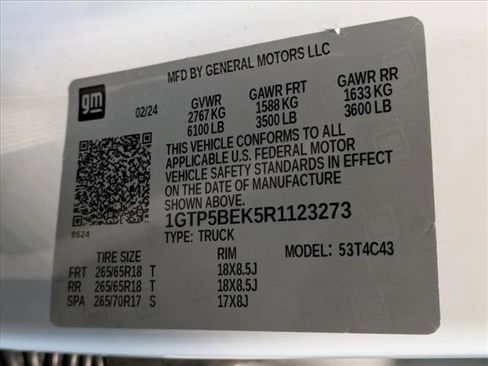 MFD BY GENERAL MOTORS LLC
gm
02/24
GVWR GAWR FRT GAWR RR
2767 KG 1588 KG 1633 KG
6100 LB 3500 LB 3600 LB
THIS VEHICLE CONFORMS TO ALL
APPLICABLE U.S. FEDERAL MOTOR
VEHICLE SAFETY STANDARDS IN EFFECT
ON THE DATE OF MANUFACTURE
8624
1GTP5BEK5R1123273
TYPE: TRUCK MODEL: 53T4C43
TIRE SIZE RIM
FRT 265/65R18 T 18X8.5J
RR 265/65R18 T 18X8.5J
SPA 265/70R17 S 17X8J